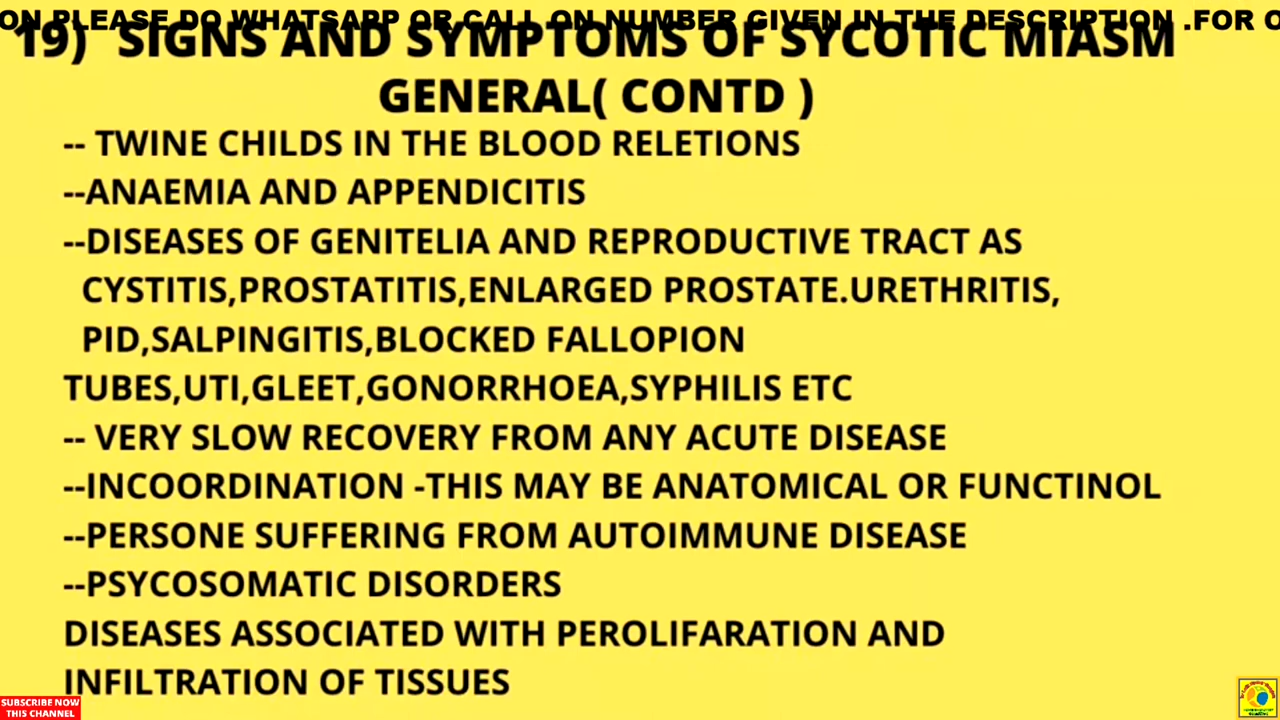 ON PLEASE DO WHATSAPP OR CALL ON NUMBER GIVEN IN THE DESCRIPTION .FOR
19) SIGNS AND SYMPTOMS OF SYCOTIC MIASM
GENERAL( CONTD )
-- TWINE CHILDS IN THE BLOOD RELETIONS
--ANAEMIA AND APPENDICITIS
--DISEASES OF GENITELIA AND REPRODUCTIVE TRACT AS
CYSTITIS,PROSTATITIS,ENLARGED PROSTATE.URETHRITIS,
PID,SALPINGITIS,BLOCKED FALLOPION
TUBES,UTI,GLEET,GONORRHOEA,SYPHILIS ETC
-- VERY SLOW RECOVERY FROM ANY ACUTE DISEASE
--INCOORDINATION -THIS MAY BE ANATOMICAL OR FUNCTINOL
--PERSONE SUFFERING FROM AUTOIMMUNE DISEASE
--PSYCOSOMATIC DISORDERS
DISEASES ASSOCIATED WITH PEROLIFARATION AND
INFILTRATION OF TISSUES
SUBSCRIBE NOW
THIS CHANNEL